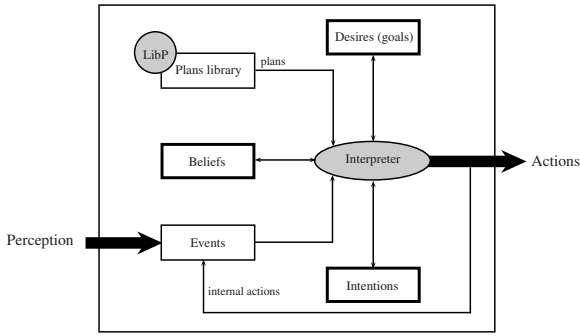 Desires (goals)
LibP
Plans library
plans
Beliefs
Interpreter
Actions
Perception
Events
internal actions
Intentions